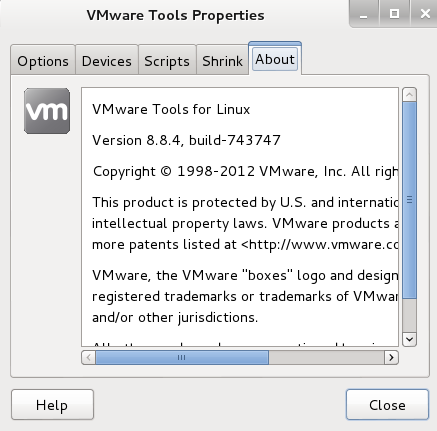 VMware Tools Properties
Options Devices Scripts Shrink About
vm
VMware Tools for Linux
Version 8.8.4, build-743747
Copyright © 1998-2012 VMware, Inc. All righ
This product is protected by U.S. and internatio
intellectual property laws. VMware products a
more patents listed at <http://www.vmware.co
VMware, the VMware "boxes" logo and design
registered trademarks or trademarks of VMwar
and/or other jurisdictions.
Help Close